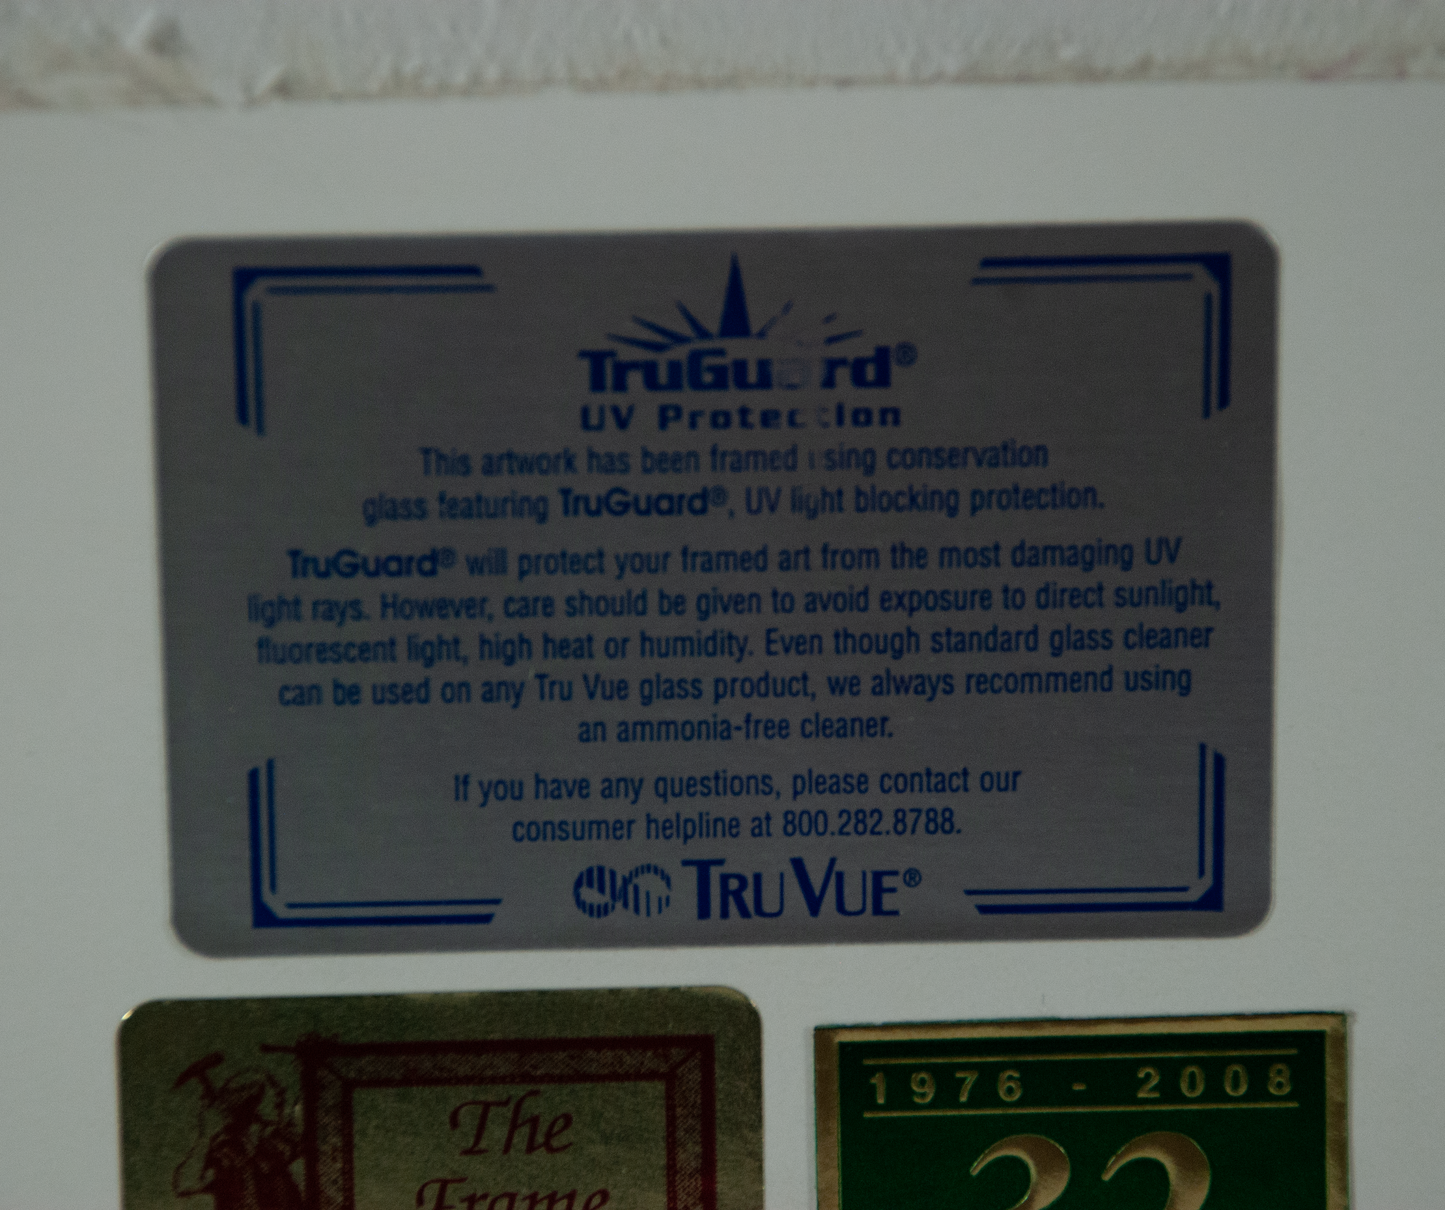 TruGuard®
UV Protection
This artwork has been framed using conservation
glass featuring TruGuard®, UV light blocking protection.
TruGuard® will protect your framed art from the most damaging UV
light rays. However, care should be given to avoid exposure to direct sunlight,
fluorescent light, high heat or humidity. Even though standard glass cleaner
can be used on any Tru Vue glass product, we always recommend using
an ammonia-free cleaner.
If you have any questions, please contact our
consumer helpline at 800.282.8788.
TRU VUE®
The
Frame
1976 - 2008
32